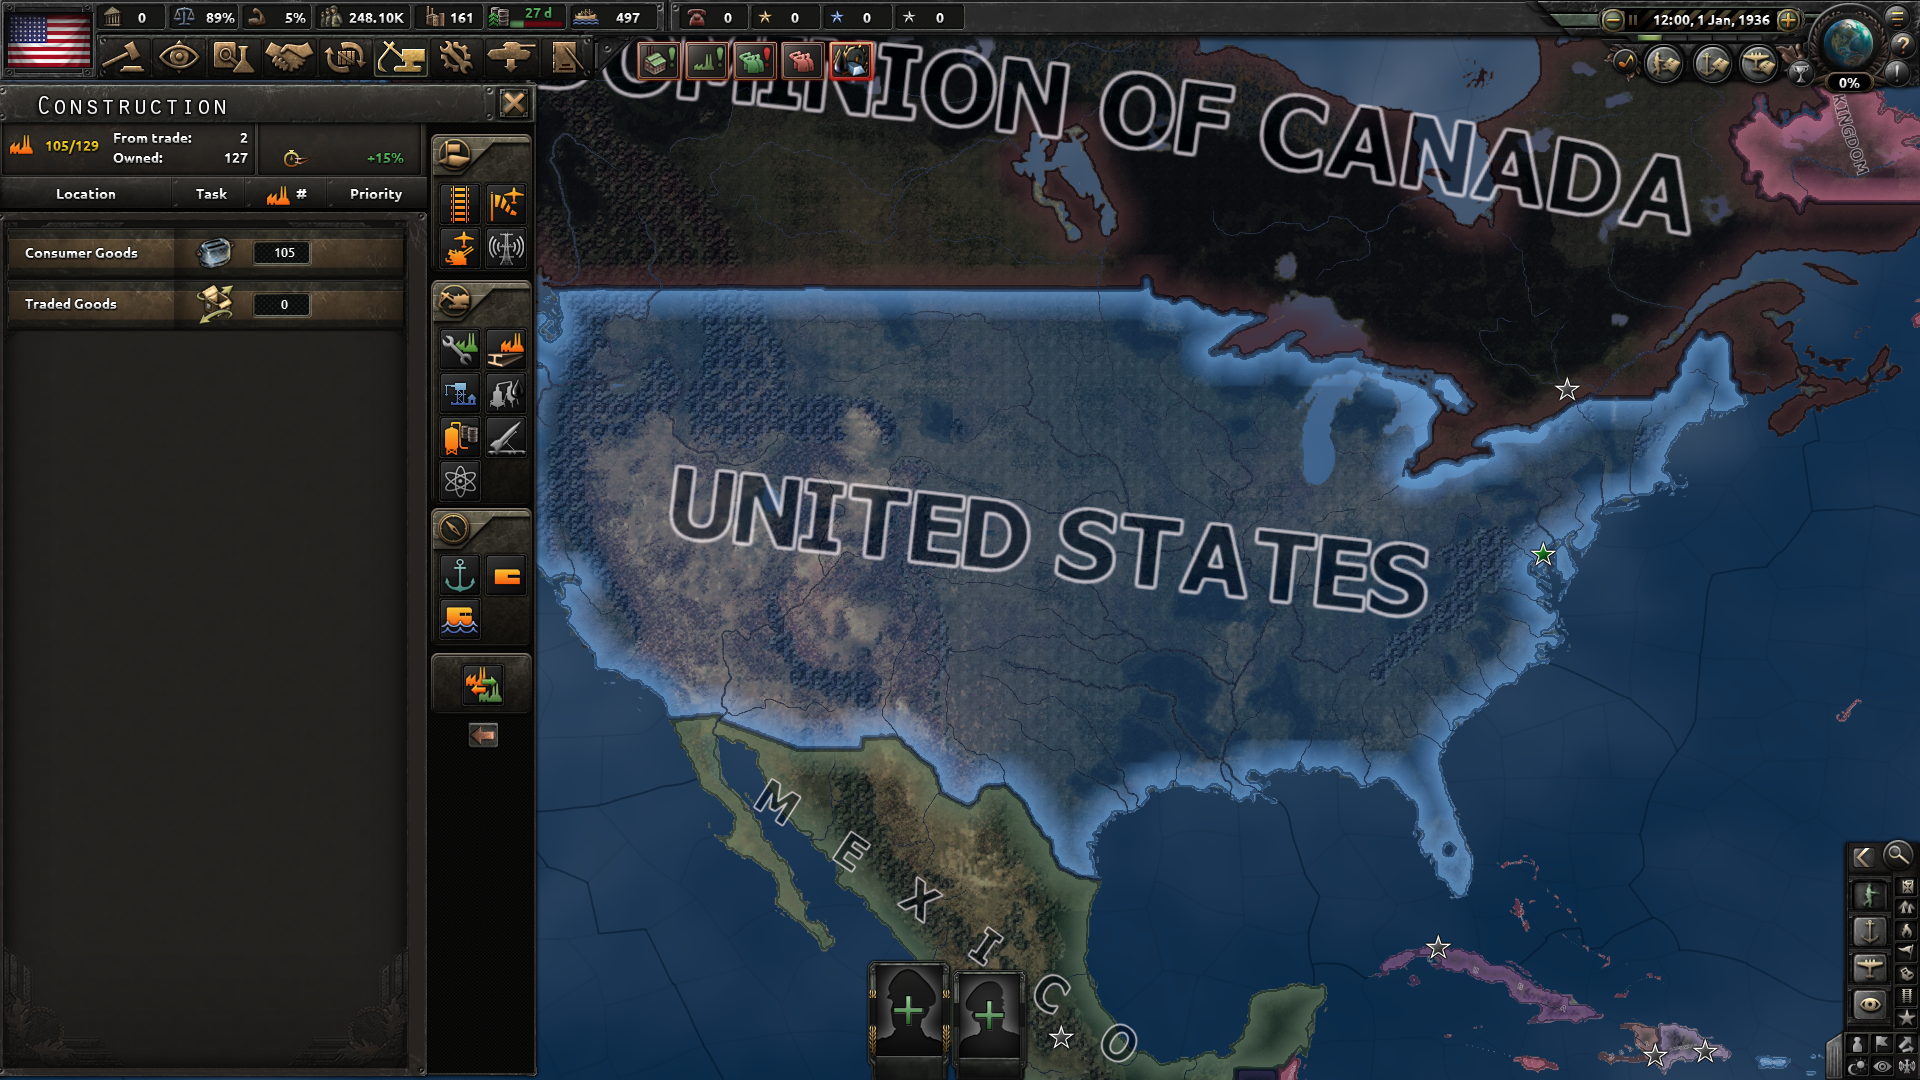 0
89%
5%
248.10K
161
27 d
497
0
0
0
0
12:00, 1 Jan, 1936
0%
CONSTRUCTION
105/129
From trade: 2
Owned: 127
+15%
Location
Task
#
Priority
Consumer Goods
105
Traded Goods
0
DOMINION OF CANADA
KINGDOM
UNITED STATES
MEXICO